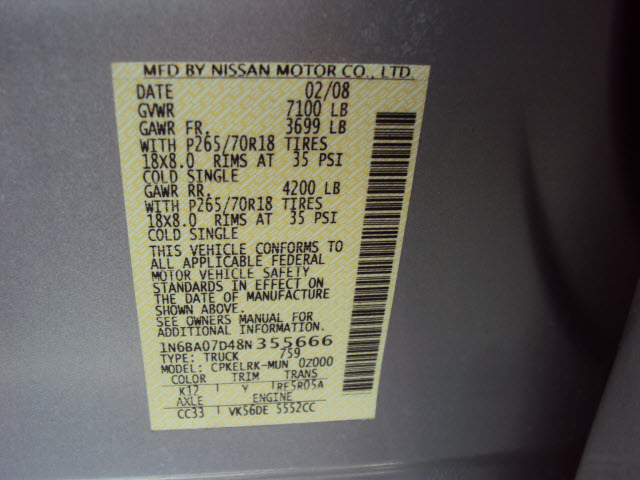 MFD BY NISSAN MOTOR CO., LTD.
DATE 02/08
GVWR 7100 LB
GAWR FR. 3699 LB
WITH P265/70R18 TIRES
18x8.0 RIMS AT 35 PSI
COLD SINGLE
GAWR RR. 4200 LB
WITH P265/70R18 TIRES
18x8.0 RIMS AT 35 PSI
COLD SINGLE
THIS VEHICLE CONFORMS TO
ALL APPLICABLE FEDERAL
MOTOR VEHICLE SAFETY
STANDARDS IN EFFECT ON
THE DATE OF MANUFACTURE
SHOWN ABOVE.
SEE OWNERS MANUAL FOR
ADDITIONAL INFORMATION.
1N6BA07D48N355666
TYPE: TRUCK 759
MODEL: CPKELRK-MUN 0Z000
COLOR TRIM TRANS
K12 Y RE5R05A
AXLE ENGINE
CC33 VK56DE 5552CC